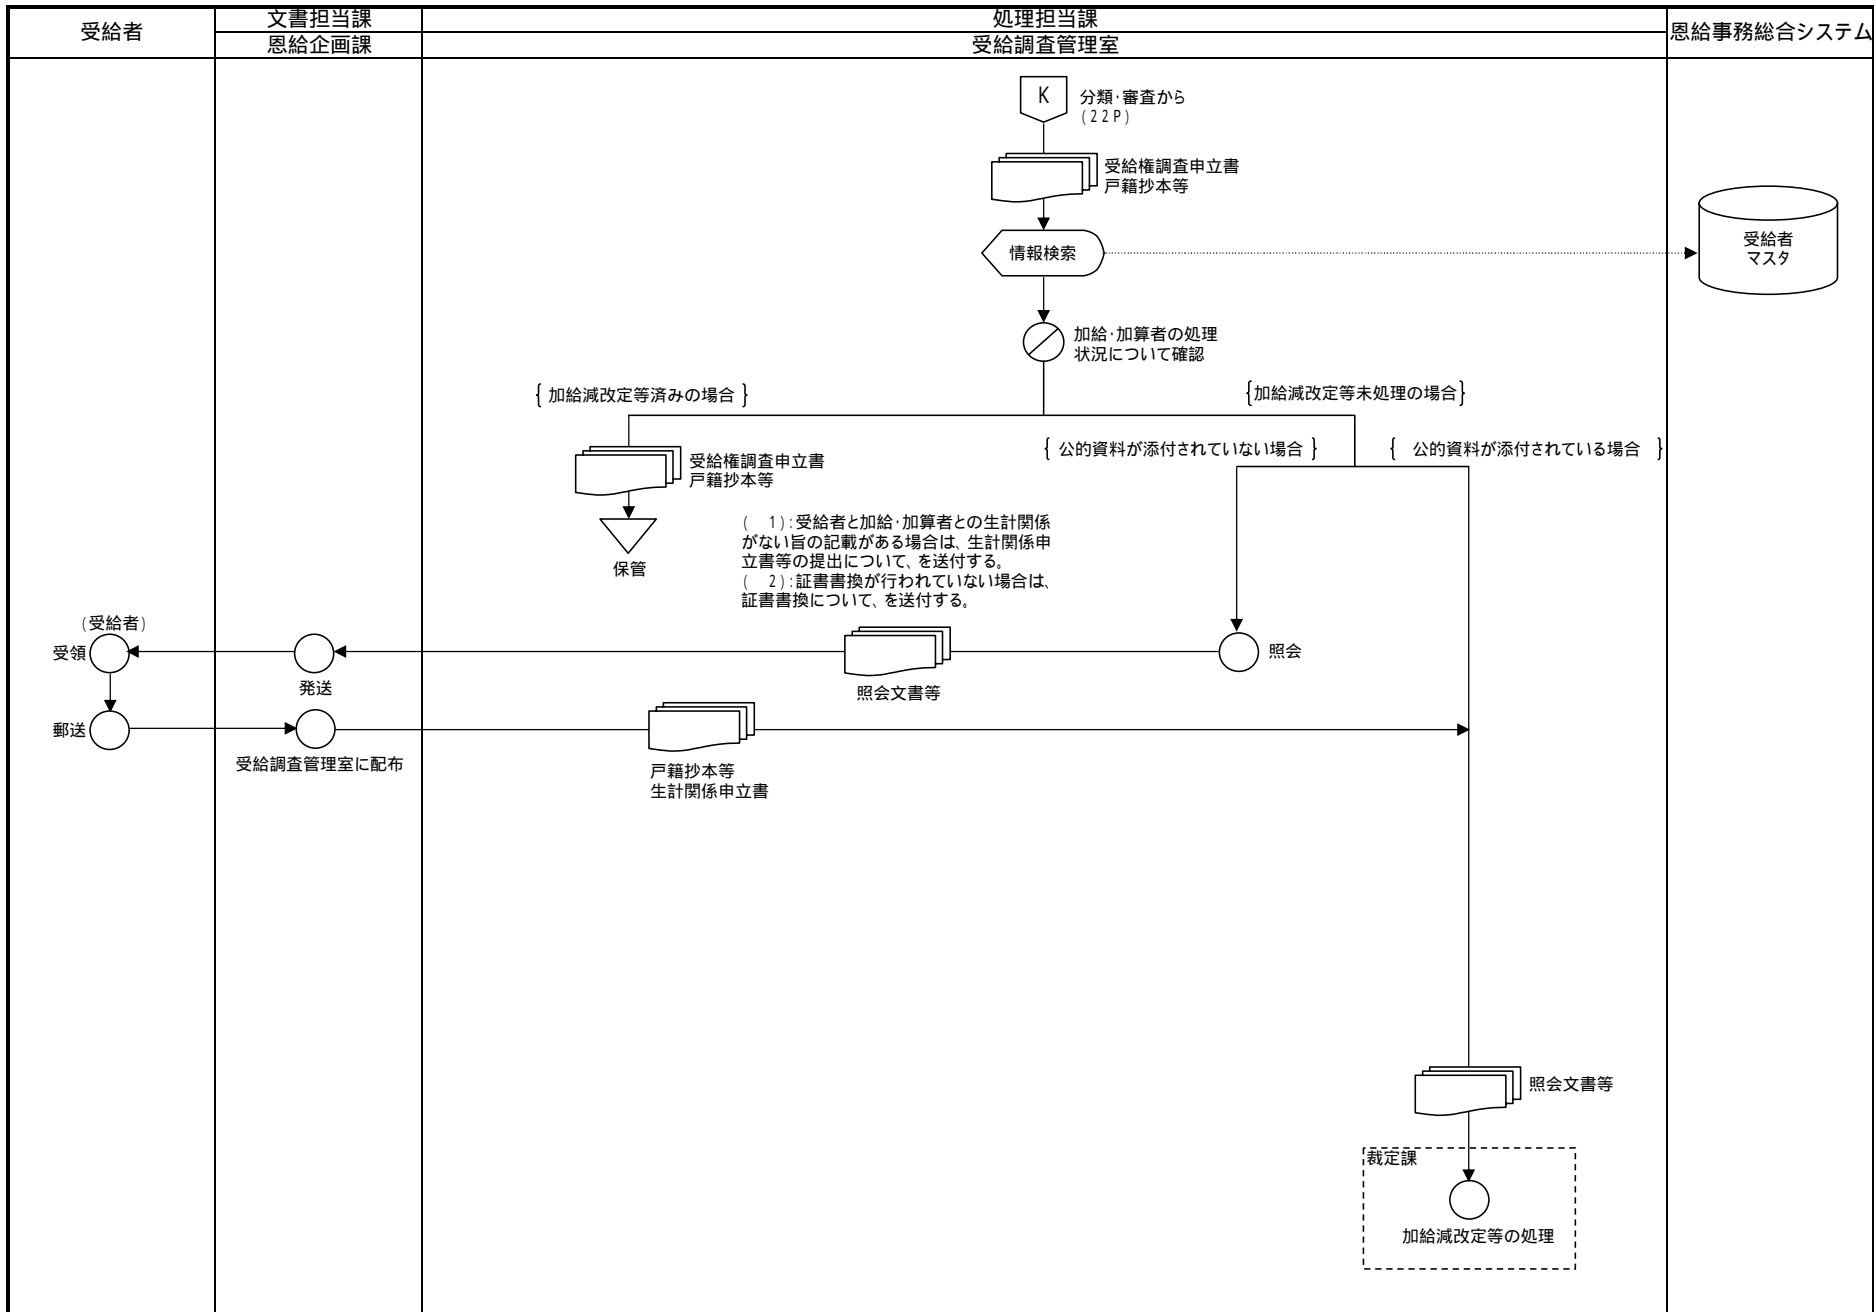 受給者
文書担当課
恩給企画課
処理担当課
受給調査管理室
恩給事務総合システム
K
分類･審査から
(22P)
受給権調査申立書
戸籍抄本等
情報検索
受給者
マスタ
加給･加算者の処理
状況について確認
{ 加給減改定等済みの場合 }
{加給減改定等未処理の場合}
{ 公的資料が添付されていない場合 }
{ 公的資料が添付されている場合 }
受給権調査申立書
戸籍抄本等
保管
( 1):受給者と加給･加算者との生計関係
がない旨の記載がある場合は、生計関係申
立書等の提出について、を送付する。
( 2):証書書換が行われていない場合は、
証書書換について、を送付する。
(受給者)
受領
発送
照会文書等
照会
郵送
受給調査管理室に配布
戸籍抄本等
生計関係申立書
照会文書等
裁定課
加給減改定等の処理